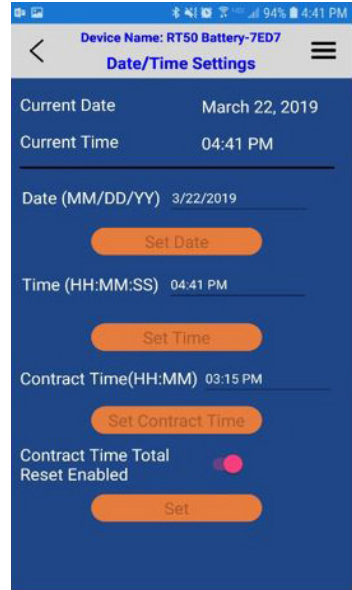 94% 4:41 PM
Device Name: RT50 Battery-7ED7
Date/Time Settings
Current Date March 22, 2019
Current Time 04:41 PM
Date (MM/DD/YY) 3/22/2019
Set Date
Time (HH:MM:SS) 04:41 PM
Set Time
Contract Time(HH:MM) 03:15 PM
Set Contract Time
Contract Time Total
Reset Enabled
Set